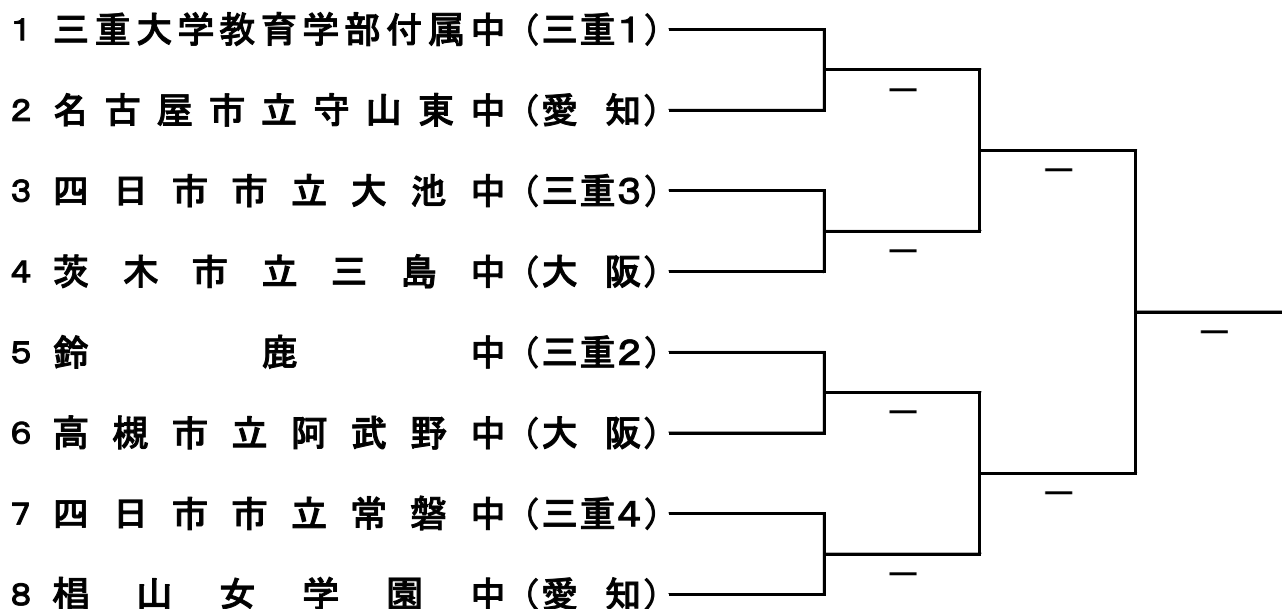 1 三重大学教育学部付属中（三重1）
2 名古屋市立守山東中（愛 知）
3 四日市市立大池中（三重3）
4 茨木市立三島中（大 阪）
5 鈴鹿中（三重2）
6 高槻市立阿武野中（大 阪）
7 四日市市立常磐中（三重4）
8 椙山女学園中（愛 知）